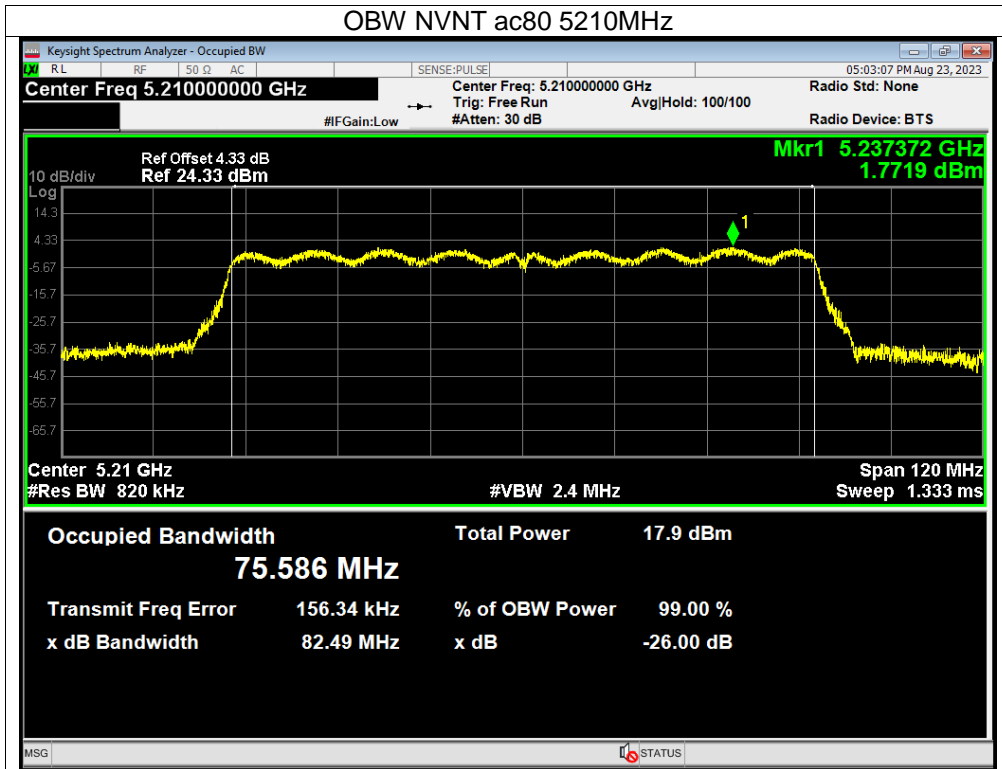 OBW NVNT ac80 5210MHz
Keysight Spectrum Analyzer - Occupied BW
LXI RL RF 50 Ω AC SENSE:PULSE 05:03:07 PM Aug 23, 2023
Center Freq 5.210000000 GHz Center Freq: 5.210000000 GHz Radio Std: None
Trig: Free Run Avg|Hold: 100/100
#IFGain:Low #Atten: 30 dB Radio Device: BTS
Mkr1 5.237372 GHz
1.7719 dBm
Ref Offset 4.33 dB
10 dB/div Ref 24.33 dBm
Log
14.3
1
4.33
-5.67
-15.7
-25.7
-35.7
-45.7
-55.7
-65.7
Center 5.21 GHz Span 120 MHz
#Res BW 820 kHz #VBW 2.4 MHz Sweep 1.333 ms
Occupied Bandwidth Total Power 17.9 dBm
75.586 MHz
Transmit Freq Error 156.34 kHz % of OBW Power 99.00 %
x dB Bandwidth 82.49 MHz x dB -26.00 dB
MSG STATUS